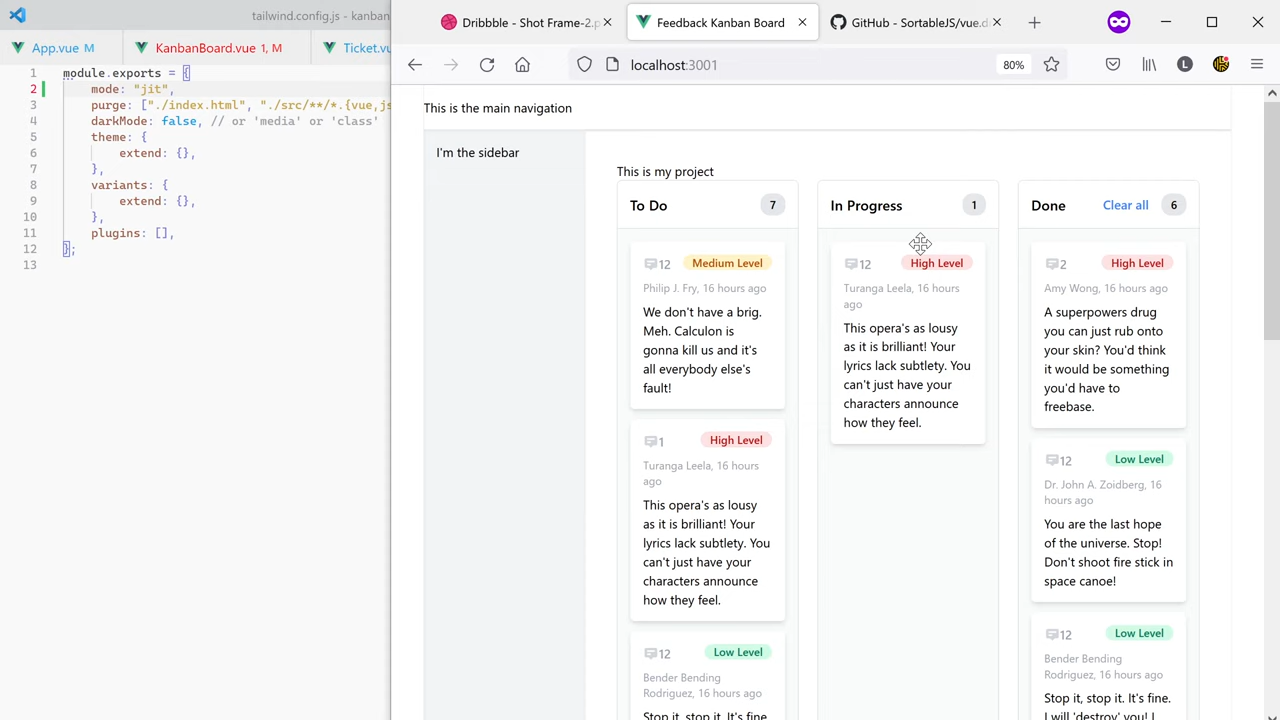 tailwind.config.js - kanban
App.vue M
KanbanBoard.vue 1, M
Ticket.vu
1 module.exports = {
2 mode: "jit",
3 purge: ["./index.html", "./src/**/*.{vue,js
4 darkMode: false, // or 'media' or 'class'
5 theme: {
6 extend: {},
7 },
8 variants: {
9 extend: {},
10 },
11 plugins: [],
12 };
13
Dribbble - Shot Frame-2.p
Feedback Kanban Board
GitHub - SortableJS/vue.d
localhost:3001
80%
L
This is the main navigation
I'm the sidebar
This is my project
To Do 7
12 Medium Level
Philip J. Fry, 16 hours ago
We don't have a brig.
Meh. Calculon is
gonna kill us and it's
all everybody else's
fault!
1 High Level
Turanga Leela, 16 hours
ago
This opera's as lousy
as it is brilliant! Your
lyrics lack subtlety. You
can't just have your
characters announce
how they feel.
12 Low Level
Bender Bending
Rodriguez, 16 hours ago
Stop it, stop it. It's fine.
In Progress 1
12 High Level
Turanga Leela, 16 hours
ago
This opera's as lousy
as it is brilliant! Your
lyrics lack subtlety. You
can't just have your
characters announce
how they feel.
Done Clear all 6
2 High Level
Amy Wong, 16 hours ago
A superpowers drug
you can just rub onto
your skin? You'd think
it would be something
you'd have to
freebase.
12 Low Level
Dr. John A. Zoidberg, 16
hours ago
You are the last hope
of the universe. Stop!
Don't shoot fire stick in
space canoe!
12 Low Level
Bender Bending
Rodriguez, 16 hours ago
Stop it, stop it. It's fine.
I will 'destroy' you! I